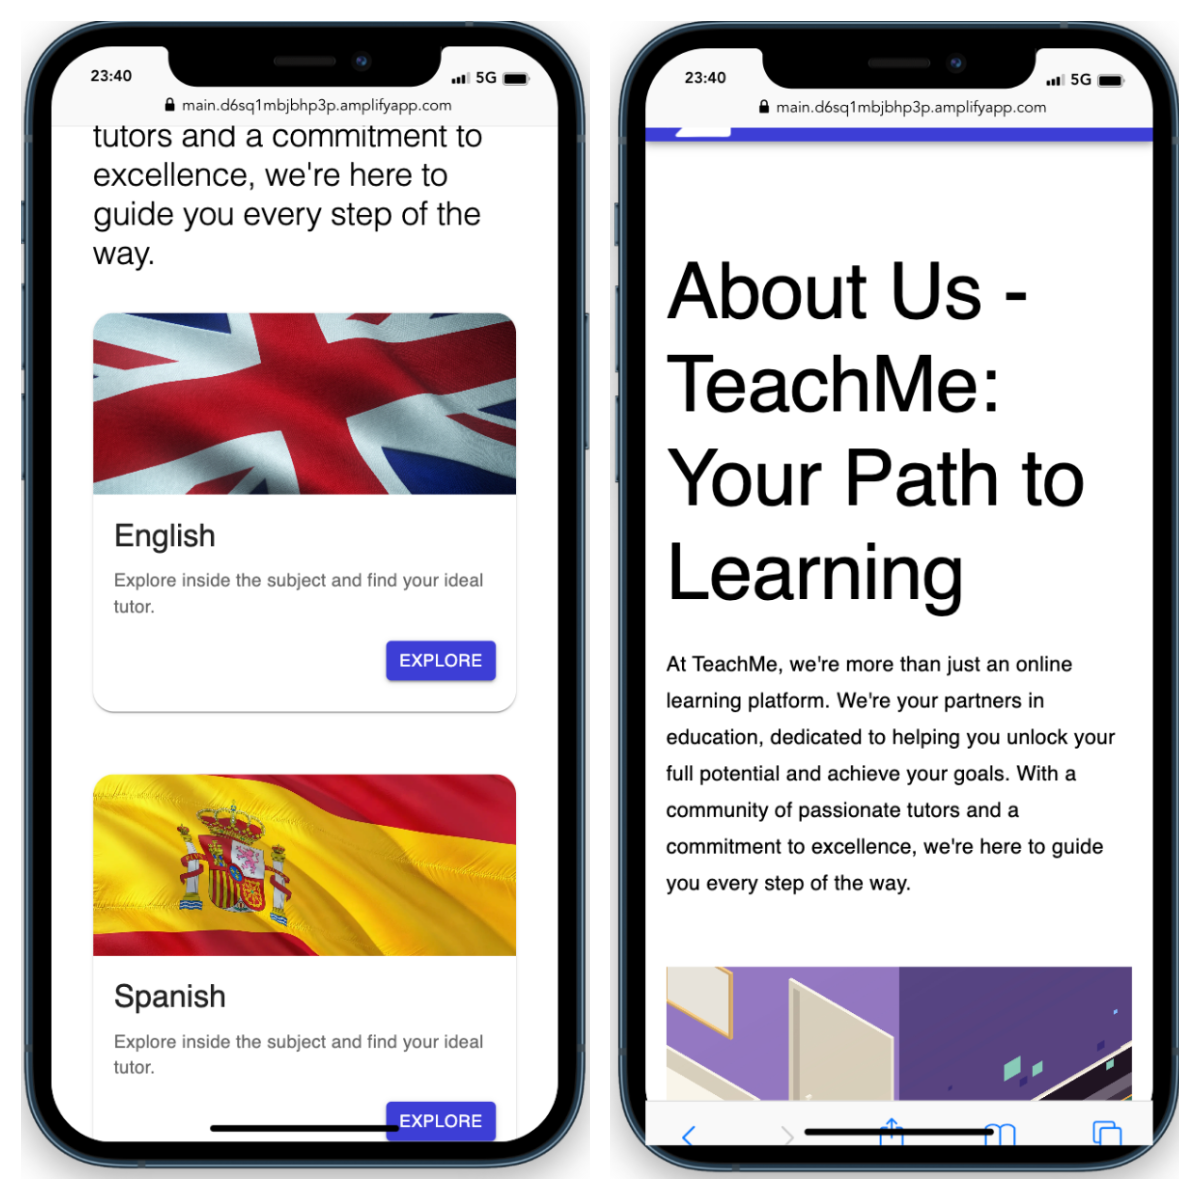 23:40
5G
main.d6sq1mbjbhp3p.amplifyapp.com
tutors and a commitment to
excellence, we're here to
guide you every step of the
way.
English
Explore inside the subject and find your ideal
tutor.
EXPLORE
Spanish
Explore inside the subject and find your ideal
tutor.
EXPLORE
23:40
5G
main.d6sq1mbjbhp3p.amplifyapp.com
About Us -
TeachMe:
Your Path to
Learning
At TeachMe, we're more than just an online
learning platform. We're your partners in
education, dedicated to helping you unlock your
full potential and achieve your goals. With a
community of passionate tutors and a
commitment to excellence, we're here to guide
you every step of the way.